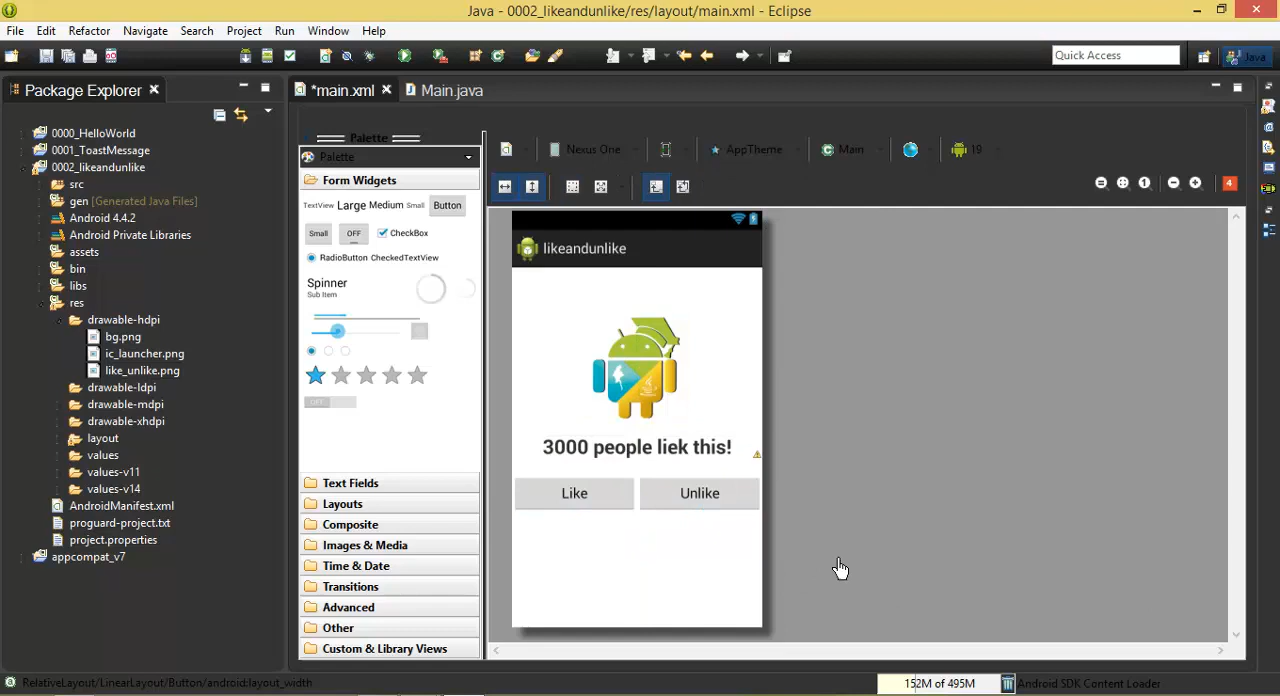 Java - 0002_likeandunlike/res/layout/main.xml - Eclipse
File Edit Refactor Navigate Search Project Run Window Help
Quick Access
Java
Package Explorer
*main.xml
Main.java
0000_HelloWorld
0001_ToastMessage
0002_likeandunlike
src
gen [Generated Java Files]
Android 4.4.2
Android Private Libraries
assets
bin
libs
res
drawable-hdpi
bg.png
ic_launcher.png
like_unlike.png
drawable-ldpi
drawable-mdpi
drawable-xhdpi
layout
values
values-v11
values-v14
AndroidManifest.xml
proguard-project.txt
project.properties
appcompat_v7
Palette
Palette
Form Widgets
TextView Large Medium Small Button
Small OFF CheckBox
RadioButton CheckedTextView
Spinner
Sub Item
OFF
Text Fields
Layouts
Composite
Images & Media
Time & Date
Transitions
Advanced
Other
Custom & Library Views
Nexus One AppTheme Main 19
4
likeandunlike
3000 people liek this!
Like Unlike
RelativeLayout/LinearLayout/Button/android:layout_width
152M of 495M
Android SDK Content Loader